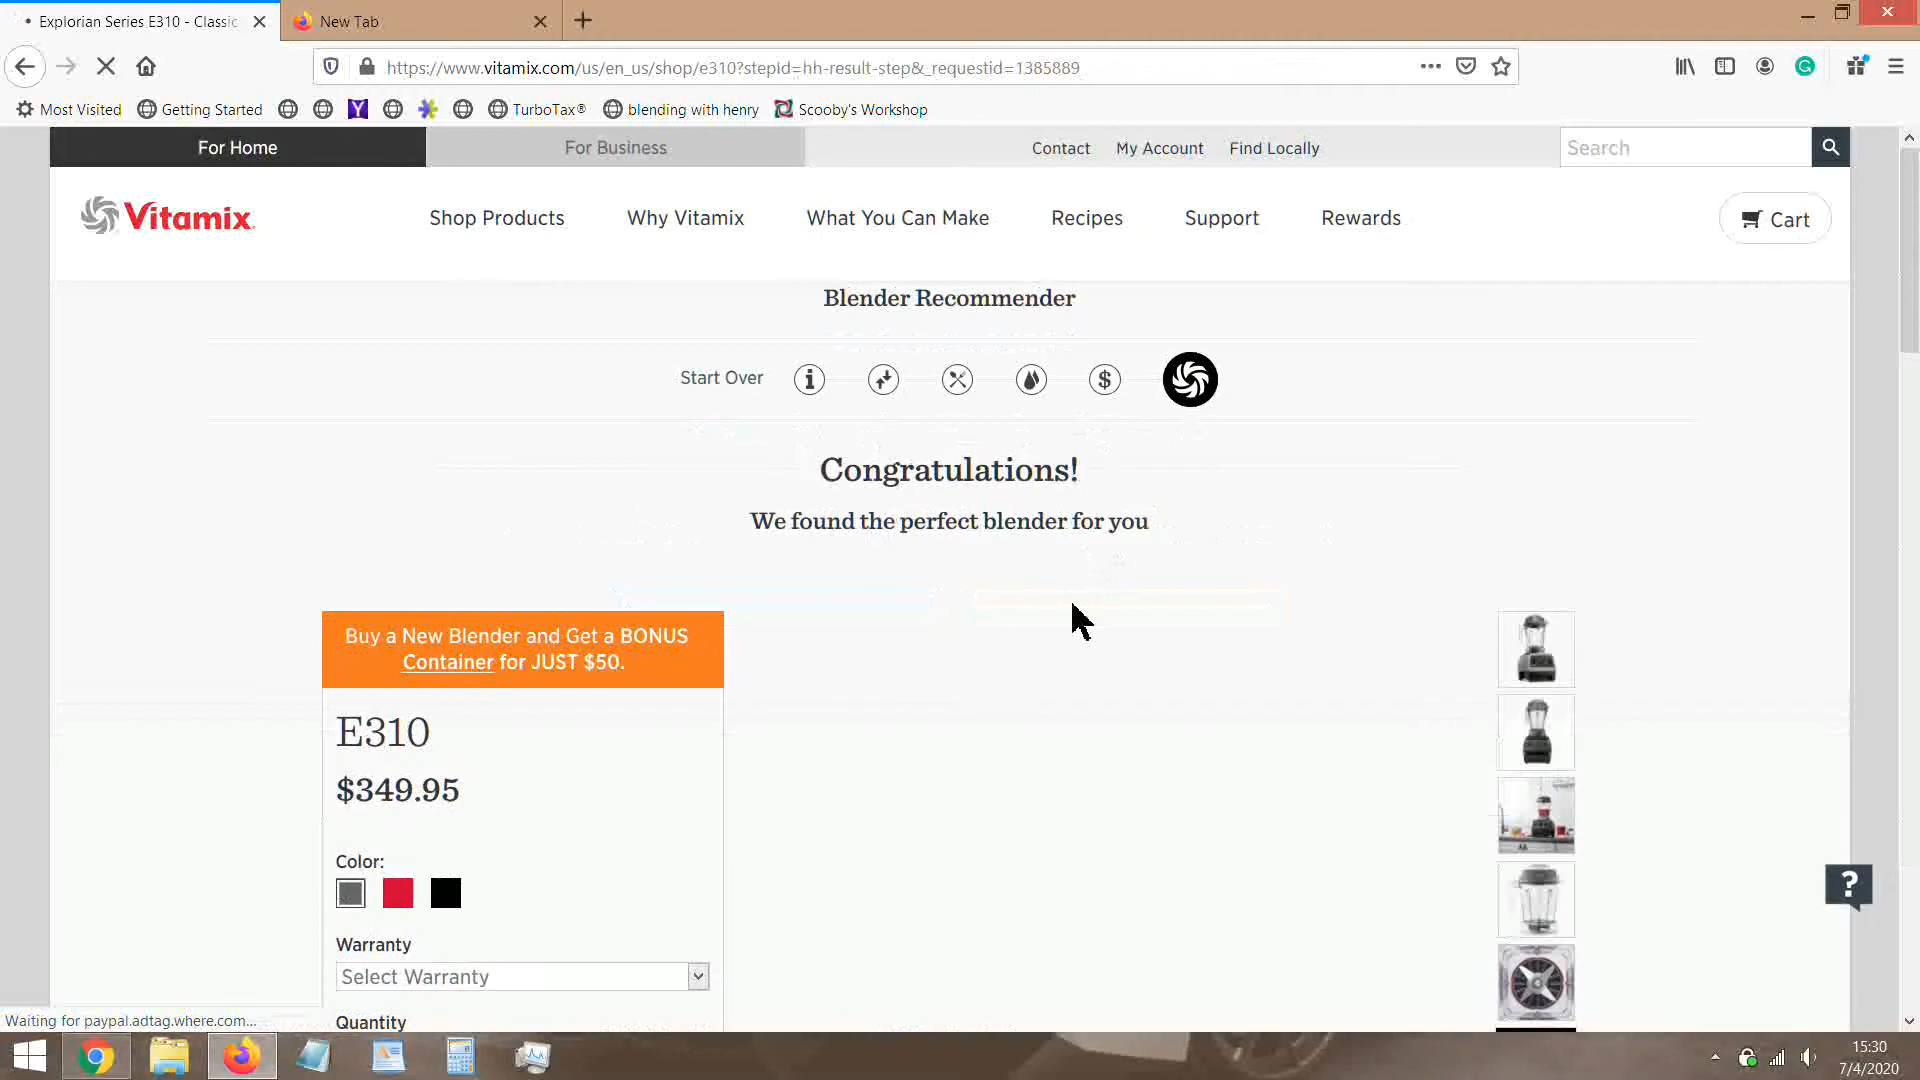 Explorian Series E310 - Classic
New Tab
https://www.vitamix.com/us/en_us/shop/e310?stepId=hh-result-step&_requestid=1385889
Most Visited
Getting Started
TurboTax®
blending with henry
Scooby's Workshop
For Home
For Business
Contact
My Account
Find Locally
Search
Vitamix
Shop Products
Why Vitamix
What You Can Make
Recipes
Support
Rewards
Cart
Blender Recommender
Start Over
Congratulations!
We found the perfect blender for you
Buy a New Blender and Get a BONUS
Container for JUST $50.
E310
$349.95
Color:
Warranty
Select Warranty
Quantity
Waiting for paypal.adtag.where.com...
15:30
7/4/2020